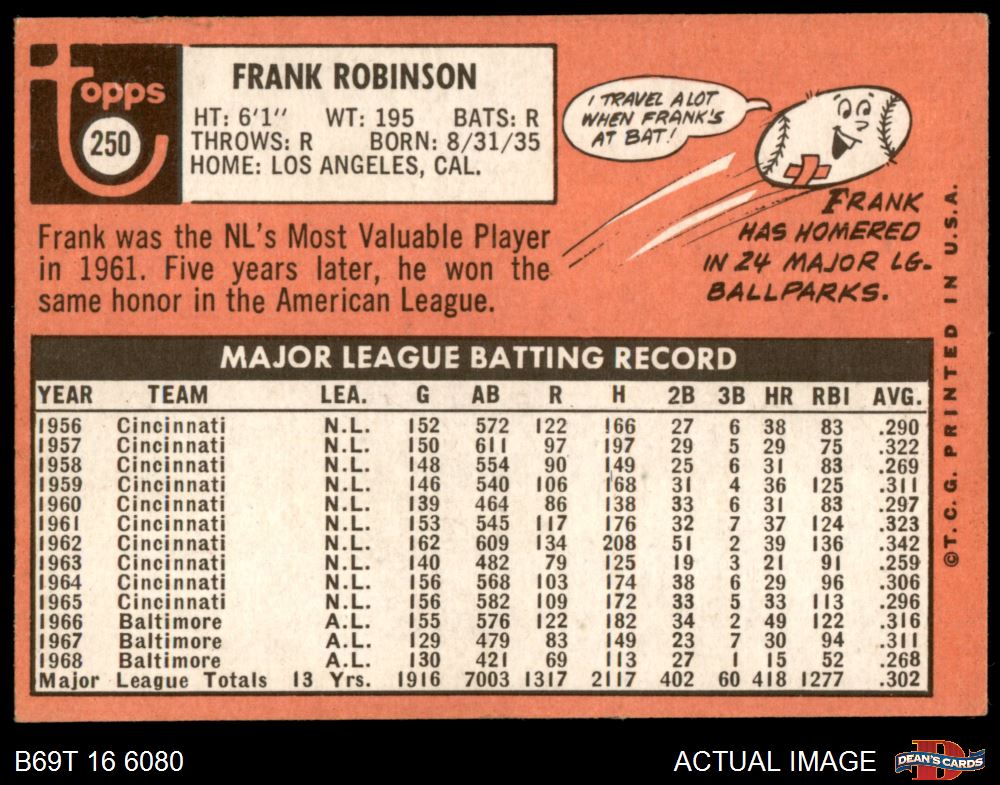 topps
250
FRANK ROBINSON
HT: 6'1" WT: 195 BATS: R
THROWS: R BORN: 8/31/35
HOME: LOS ANGELES, CAL.
I TRAVEL A LOT
WHEN FRANK'S
AT BAT!
FRANK
HAS HOMERED
IN 24 MAJOR LG.
BALLPARKS.
Frank was the NL's Most Valuable Player
in 1961. Five years later, he won the
same honor in the American League.
MAJOR LEAGUE BATTING RECORD
YEAR TEAM LEA. G AB R H 2B 3B HR RBI AVG.
1956 Cincinnati N.L. 152 572 122 166 27 6 38 83 .290
1957 Cincinnati N.L. 150 611 97 197 29 5 29 75 .322
1958 Cincinnati N.L. 148 554 90 149 25 6 31 83 .269
1959 Cincinnati N.L. 146 540 106 168 31 4 36 125 .311
1960 Cincinnati N.L. 139 464 86 138 33 6 31 83 .297
1961 Cincinnati N.L. 153 545 117 176 32 7 37 124 .323
1962 Cincinnati N.L. 162 609 134 208 51 2 39 136 .342
1963 Cincinnati N.L. 140 482 79 125 19 3 21 91 .259
1964 Cincinnati N.L. 156 568 103 174 38 6 29 96 .306
1965 Cincinnati N.L. 156 582 109 172 33 5 33 113 .296
1966 Baltimore A.L. 155 576 122 182 34 2 49 122 .316
1967 Baltimore A.L. 129 479 83 149 23 7 30 94 .311
1968 Baltimore A.L. 130 421 69 113 27 1 15 52 .268
Major League Totals 13 Yrs. 1916 7003 1317 2117 402 60 418 1277 .302
©T.C.G. PRINTED IN U.S.A.
B69T 16 6080
ACTUAL IMAGE
DEAN'S CARDS